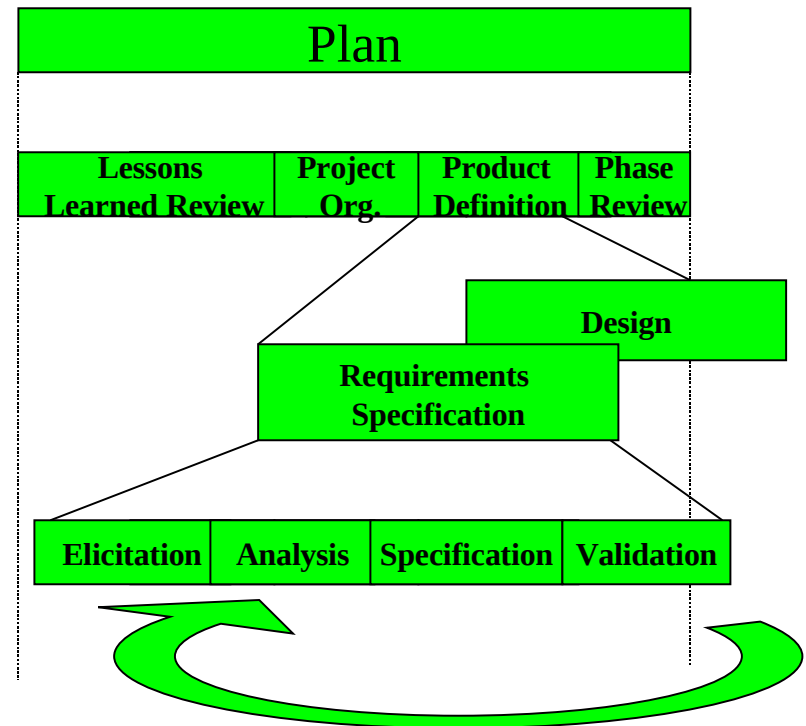 Plan
Lessons
Learned Review
Project
Org.
Product
Definition
Phase
Review
Design
Requirements
Specification
Elicitation
Analysis
Specification
Validation